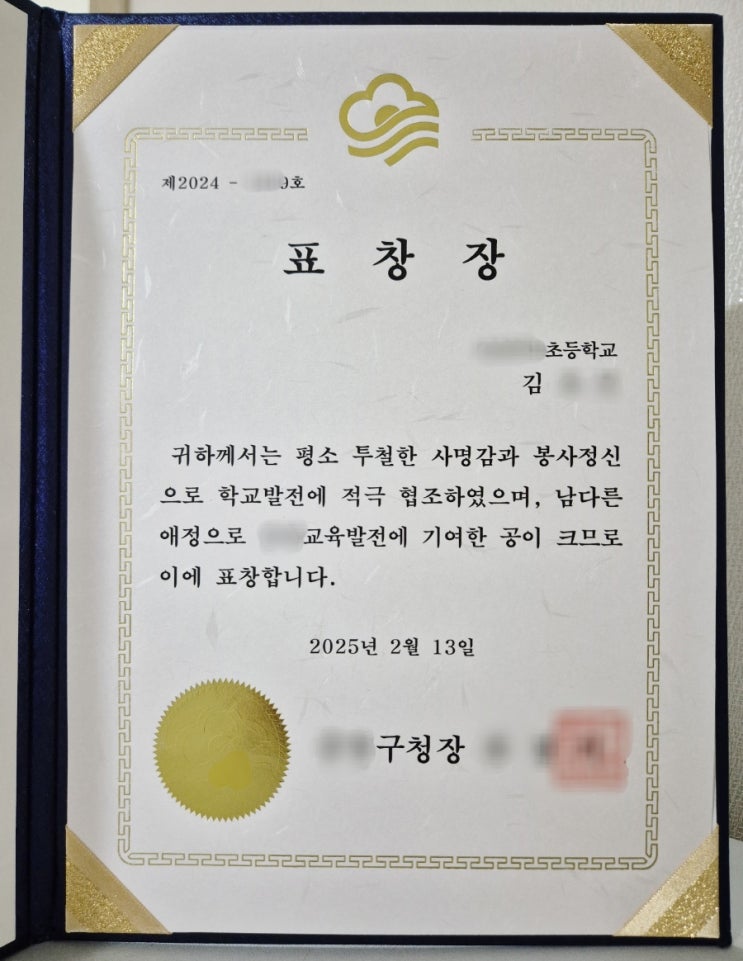 제2024 - 9호
표 창 장
초등학교
김
귀하께서는 평소 투철한 사명감과 봉사정신
으로 학교발전에 적극 협조하였으며, 남다른
애정으로 교육발전에 기여한 공이 크므로
이에 표창합니다.
2025년 2월 13일
구청장